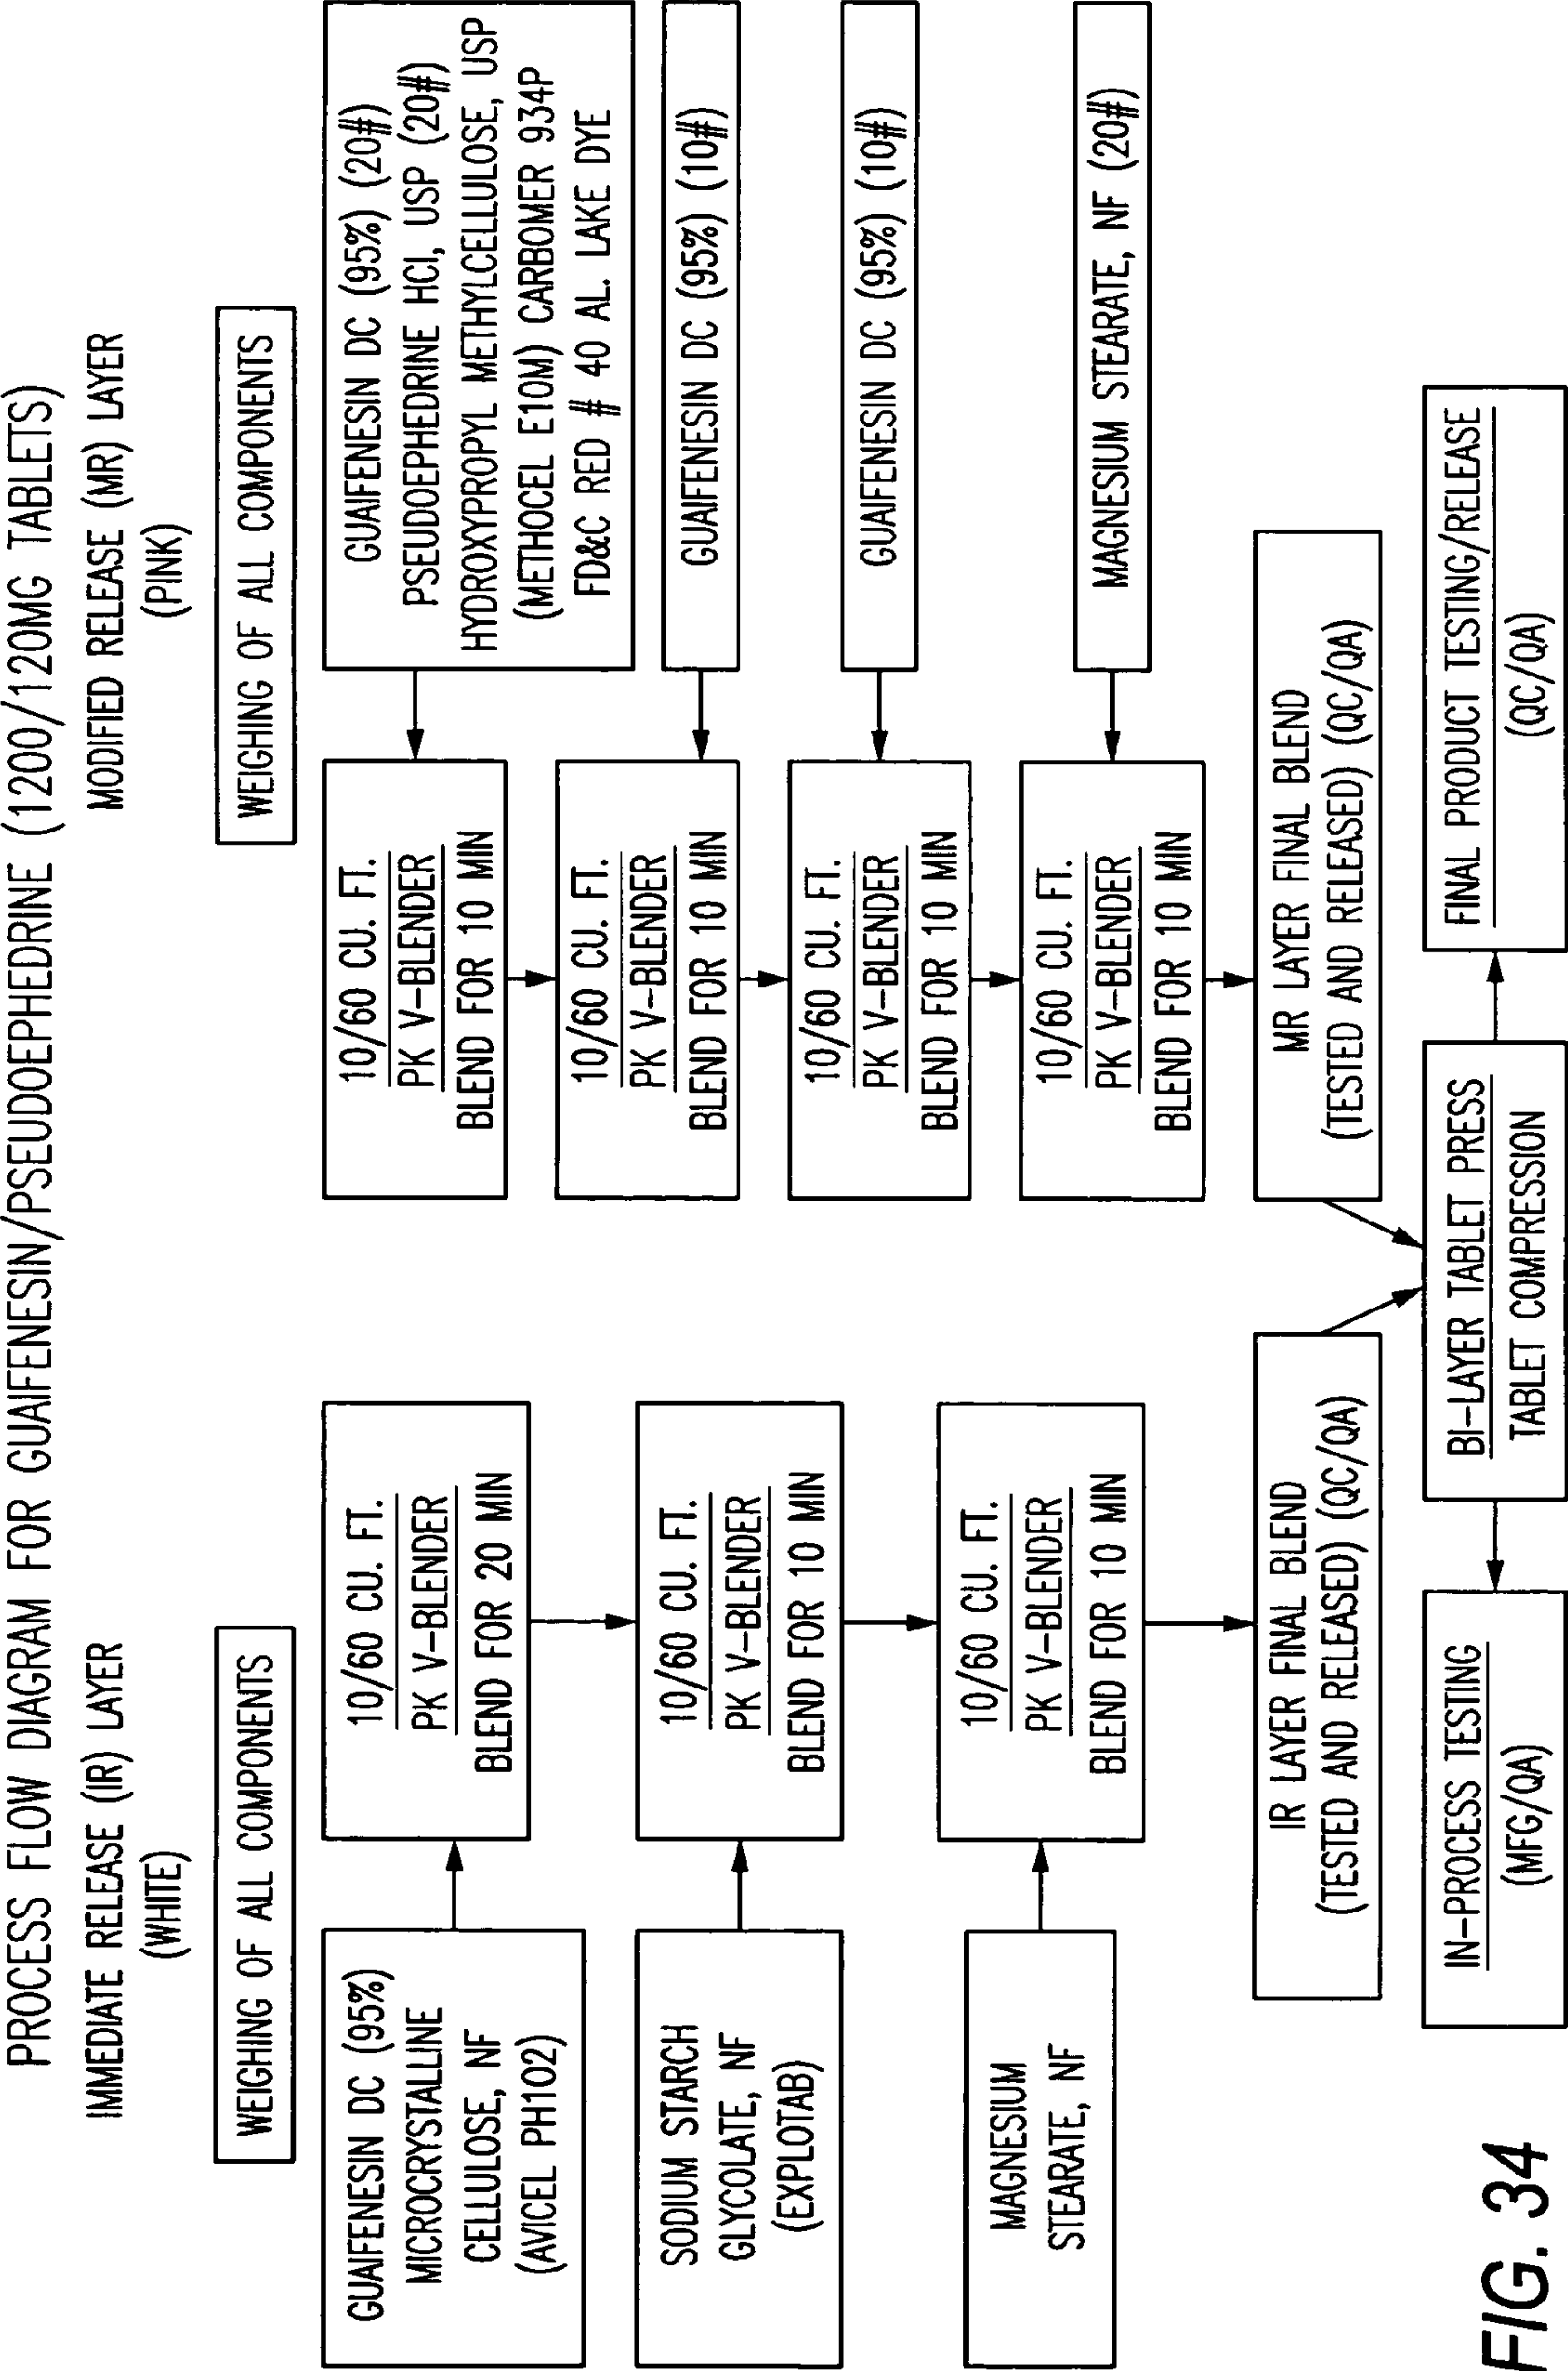 PROCESS FLOW DIAGRAM FOR GUAIFENESIN/PSEUDOEPHEDRINE (1200/120MG TABLETS)
IMMEDIATE RELEASE (IR) LAYER
(WHITE)
WEIGHING OF ALL COMPONENTS
GUAIFENESIN DC (95%)
MICROCRYSTALLINE
CELLULOSE, NF
(AVICEL PH102)
10/60 CU. FT.
PK V-BLENDER
BLEND FOR 20 MIN
SODIUM STARCH
GLYCOLATE, NF
(EXPLOTAB)
10/60 CU. FT.
PK V-BLENDER
BLEND FOR 10 MIN
MAGNESIUM
STEARATE, NF
10/60 CU. FT.
PK V-BLENDER
BLEND FOR 10 MIN
IR LAYER FINAL BLEND
(TESTED AND RELEASED) (QC/QA)
MODIFIED RELEASE (MR) LAYER
(PINK)
WEIGHING OF ALL COMPONENTS
10/60 CU. FT.
PK V-BLENDER
BLEND FOR 10 MIN
GUAIFENESIN DC (95%) (20#)
PSEUDOEPHEDRINE HCl, USP (20#)
HYDROXYPROPYL METHYLCELLULOSE, USP
(METHOCEL E10M) CARBOMER 934P
FD&C RED # 40 AL. LAKE DYE
10/60 CU. FT.
PK V-BLENDER
BLEND FOR 10 MIN
GUAIFENESIN DC (95%) (10#)
10/60 CU. FT.
PK V-BLENDER
BLEND FOR 10 MIN
GUAIFENESIN DC (95%) (10#)
10/60 CU. FT.
PK V-BLENDER
BLEND FOR 10 MIN
MAGNESIUM STEARATE, NF (20#)
MR LAYER FINAL BLEND
(TESTED AND RELEASED) (QC/QA)
IN-PROCESS TESTING
(MFG/QA)
BI-LAYER TABLET PRESS
TABLET COMPRESSION
FINAL PRODUCT TESTING/RELEASE
(QC/QA)
FIG. 34